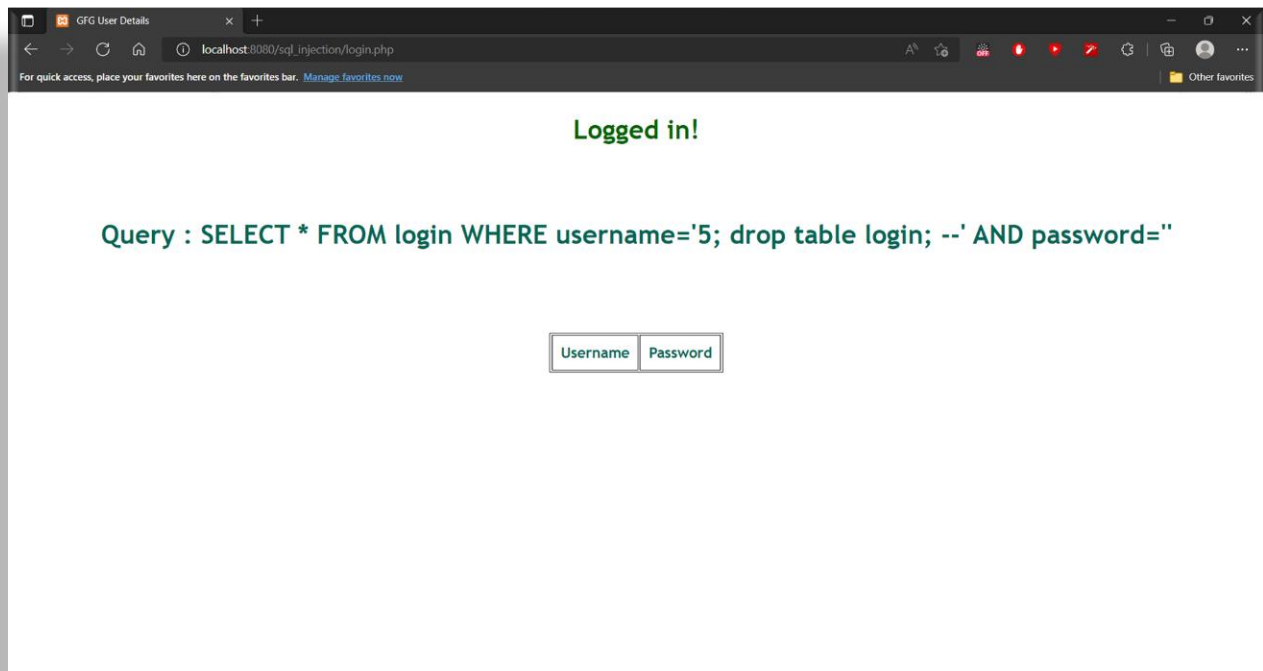 GFG User Details
localhost:8080/sql_injection/login.php
OFF
For quick access, place your favorites here on the favorites bar. Manage favorites now
Other favorites
Logged in!
Query : SELECT * FROM login WHERE username='5; drop table login; --' AND password=''
Username Password